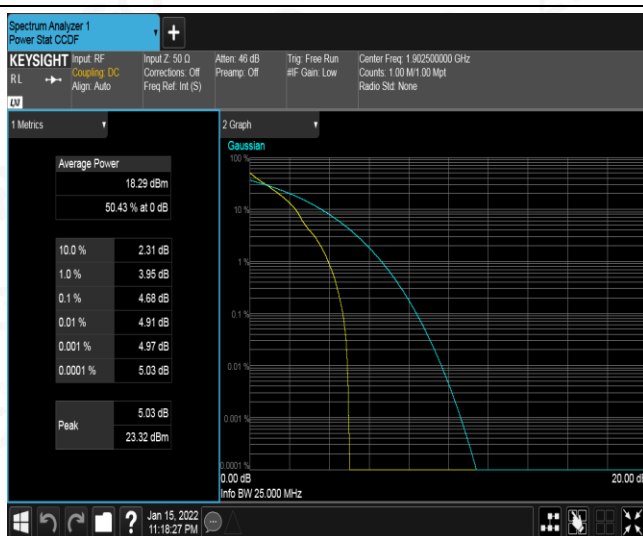 Spectrum Analyzer 1
Power Stat CCDF
+
KEYSIGHT
RL
LXI
Input: RF
Coupling: DC
Align: Auto
Input Z: 50 Ω
Corrections: Off
Freq Ref: Int (S)
Atten: 46 dB
Preamp: Off
Trig: Free Run
#IF Gain: Low
Center Freq: 1.902500000 GHz
Counts: 1.00 M/1.00 Mpt
Radio Std: None
1 Metrics
Average Power
18.29 dBm
50.43 % at 0 dB
10.0 % 2.31 dB
1.0 % 3.95 dB
0.1 % 4.68 dB
0.01 % 4.91 dB
0.001 % 4.97 dB
0.0001 % 5.03 dB
Peak
5.03 dB
23.32 dBm
2 Graph
Gaussian
100 %
10 %
1 %
0.1 %
0.01 %
0.001 %
0.0001 %
0.00 dB
20.00 dB
Info BW 25.000 MHz
?
Jan 15, 2022
11:18:27 PM